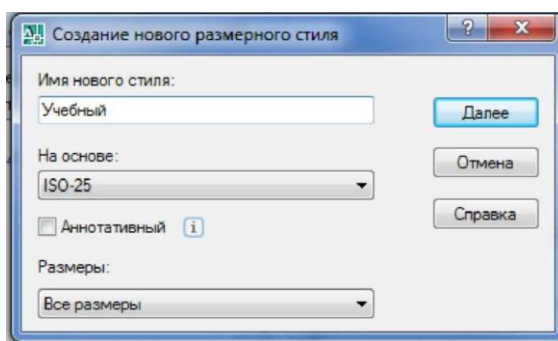 Создание нового размерного стиля
Имя нового стиля:
Учебный
Далее
На основе:
Отмена
ISO-25
Справка
Аннотативный
Размеры:
Все размеры